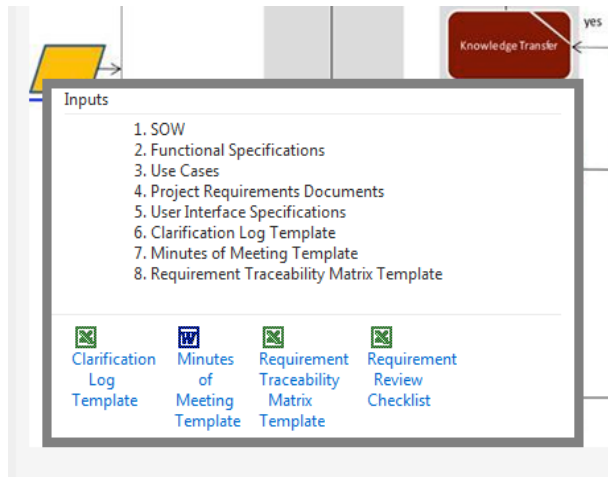 yes
Knowledge Transfer
Inputs
1. SOW
2. Functional Specifications
3. Use Cases
4. Project Requirements Documents
5. User Interface Specifications
6. Clarification Log Template
7. Minutes of Meeting Template
8. Requirement Traceability Matrix Template
Clarification Log Template
Minutes of Meeting Template
Requirement Traceability Matrix Template
Requirement Review Checklist